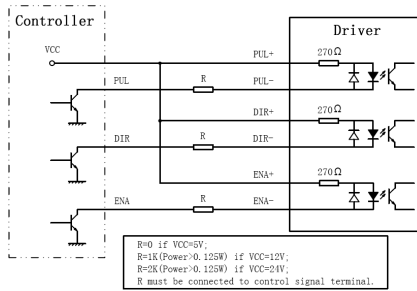 Controller
Driver
VCC
PUL+
270Ω
PUL
R
PUL-
DIR+
270Ω
DIR
R
DIR-
ENA+
270Ω
ENA
R
ENA-
R=0 if VCC=5V;
R=1K(Power>0.125W) if VCC=12V;
R=2K(Power>0.125W) if VCC=24V;
R must be connected to control signal terminal.